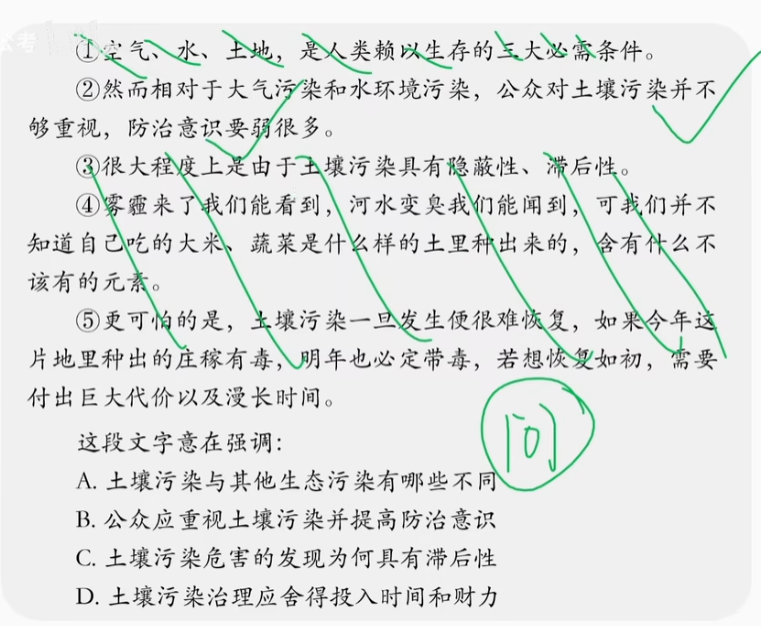 公考
①空气、水、土地，是人类赖以生存的三大必需条件。
②然而相对于大气污染和水环境污染，公众对土壤污染并不
够重视，防治意识要弱很多。
③很大程度上是由于土壤污染具有隐蔽性、滞后性。
④雾霾来了我们能看到，河水变臭我们能闻到，可我们并不
知道自己吃的大米、蔬菜是什么样的土里种出来的，含有什么不
该有的元素。
⑤更可怕的是，土壤污染一旦发生便很难恢复，如果今年这
片地里种出的庄稼有毒，明年也必定带毒，若想恢复如初，需要
付出巨大代价以及漫长时间。
这段文字意在强调：
问
A. 土壤污染与其他生态污染有哪些不同
B. 公众应重视土壤污染并提高防治意识
C. 土壤污染危害的发现为何具有滞后性
D. 土壤污染治理应舍得投入时间和财力